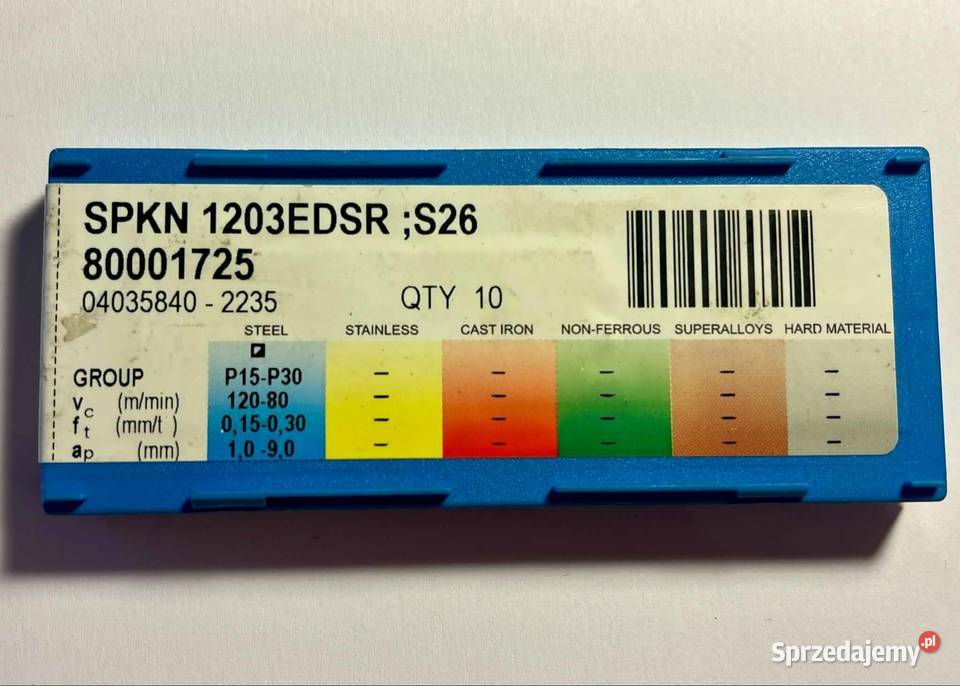 SPKN 1203EDSR ;S26
80001725
04035840 - 2235 QTY 10
STEEL STAINLESS CAST IRON NON-FERROUS SUPERALLOYS HARD MATERIAL
GROUP P15-P30 – – – – –
vc (m/min) 120-80 – – – – –
ft (mm/t ) 0,15-0,30 – – – – –
ap (mm) 1,0 -9,0 – – – – –
Sprzedajemy .pl